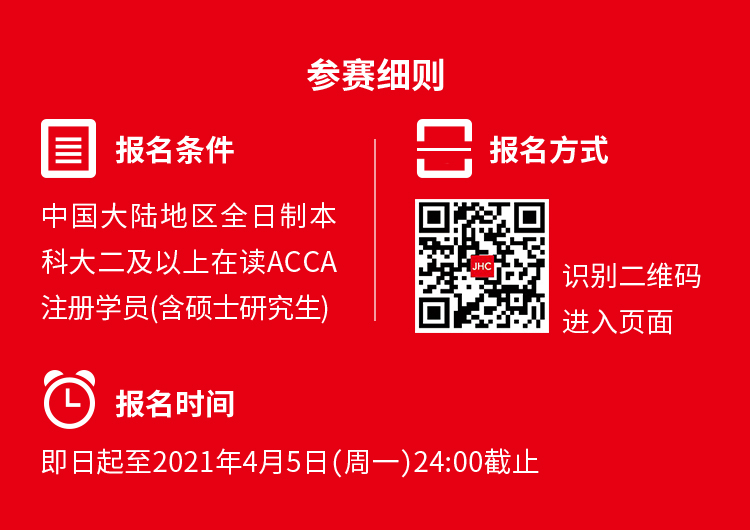 参赛细则
报名条件
中国大陆地区全日制本
科大二及以上在读ACCA
注册学员(含硕士研究生)
报名方式
JHC
识别二维码
进入页面
报名时间
即日起至2021年4月5日(周一)24:00截止